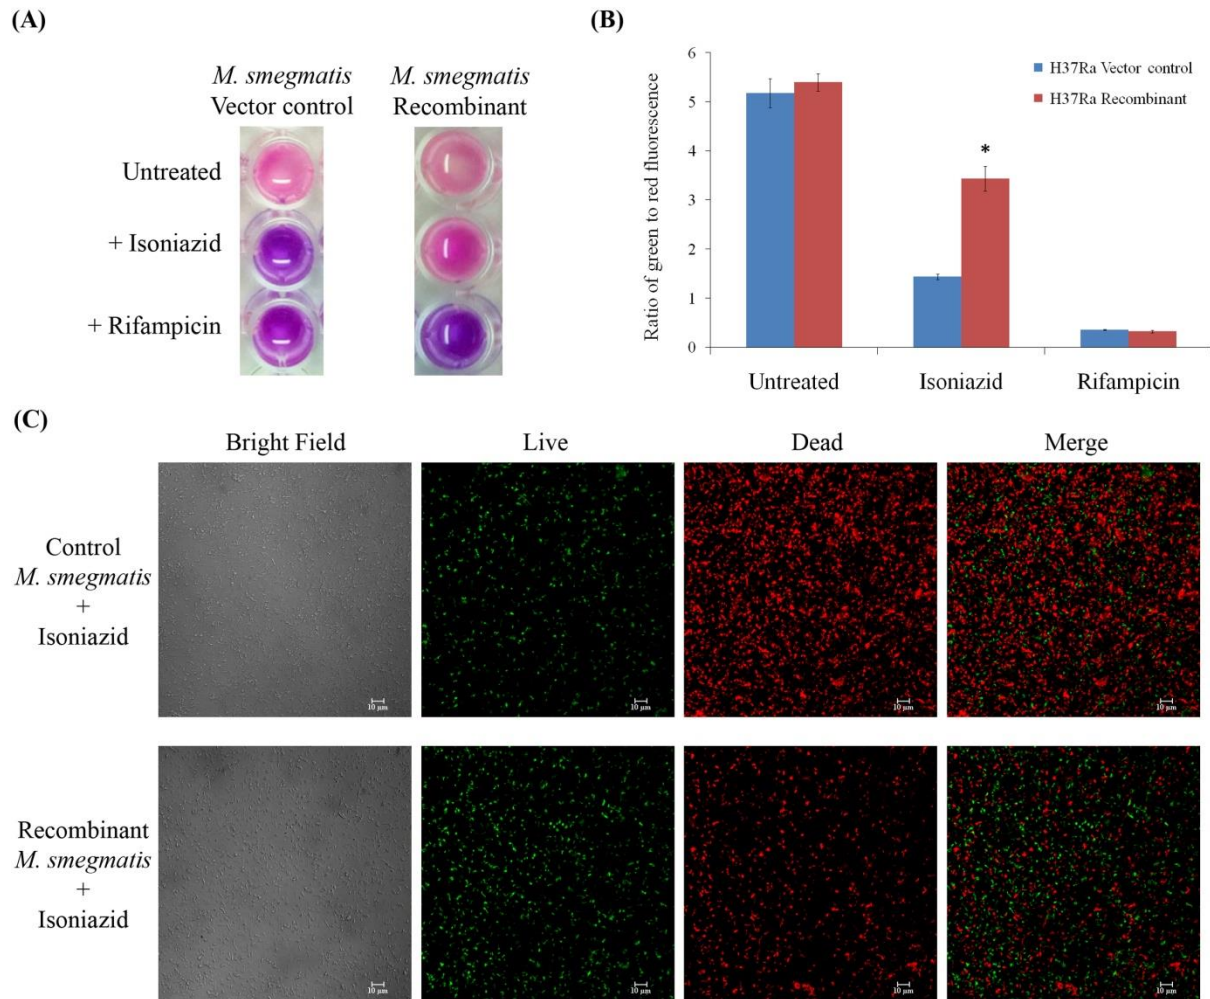 (A)
M. smegmatis
Vector control
M. smegmatis
Recombinant
Untreated
+ Isoniazid
+ Rifampicin
(B)
Ratio of green to red fluorescence
6
5
4
3
2
1
0
H37Ra Vector control
H37Ra Recombinant
*
Untreated
Isoniazid
Rifampicin
(C)
Bright Field
Live
Dead
Merge
Control
M. smegmatis
+
Isoniazid
10 µm
10 µm
10 µm
10 µm
Recombinant
M. smegmatis
+
Isoniazid
10 µm
10 µm
10 µm
10 µm